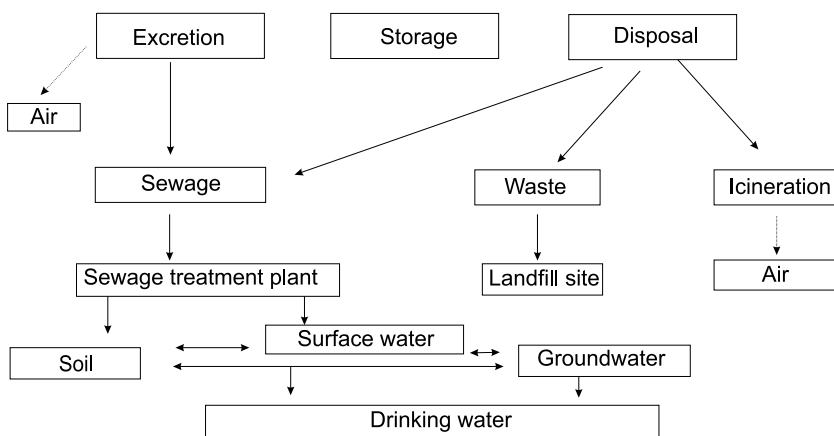 Excretion
Storage
Disposal
Air
Sewage
Waste
Icineration
Sewage treatment plant
Landfill site
Air
Soil
Surface water
Groundwater
Drinking water